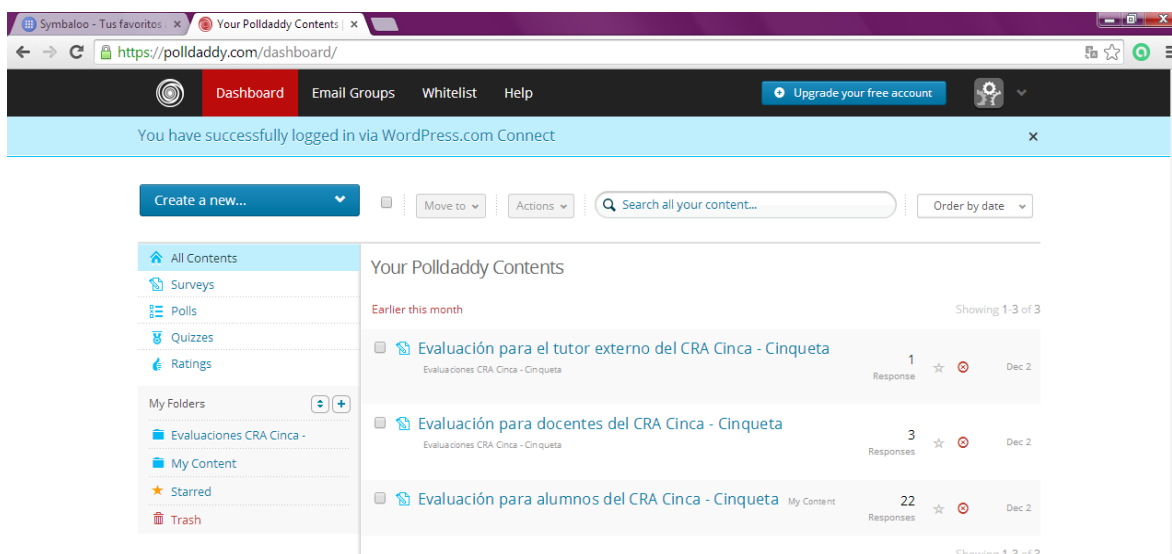 Symbaloo - Tus favoritos
Your Polldaddy Contents
https://polldaddy.com/dashboard/
Dashboard Email Groups Whitelist Help Upgrade your free account
You have successfully logged in via WordPress.com Connect
Create a new... Move to Actions Search all your content... Order by date
All Contents
Surveys
Polls
Quizzes
Ratings
My Folders
Evaluaciones CRA Cinca -
My Content
Starred
Trash
Your Polldaddy Contents
Earlier this month Showing 1-3 of 3
Evaluación para el tutor externo del CRA Cinca - Cinqueta
Evaluaciones CRA Cinca - Cinqueta
1
Response
Dec 2
Evaluación para docentes del CRA Cinca - Cinqueta
Evaluaciones CRA Cinca - Cinqueta
3
Responses
Dec 2
Evaluación para alumnos del CRA Cinca - Cinqueta My Content
22
Responses
Dec 2
Showing 1-3 of 3